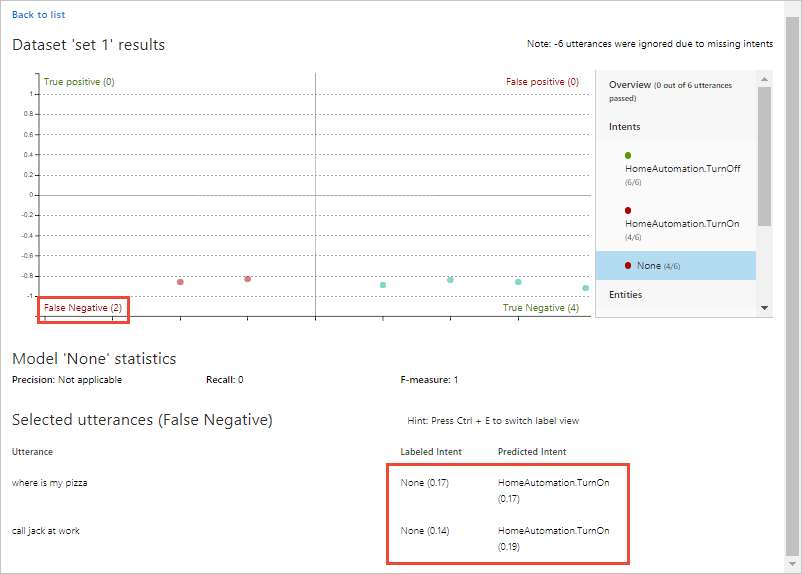 Back to list
Dataset 'set 1' results
Note: -6 utterances were ignored due to missing intents
True positive (0)
False positive (0)
1
0.8
0.6
0.4
0.2
0
-0.2
-0.4
-0.6
-0.8
-1
False Negative (2)
True Negative (4)
Overview (0 out of 6 utterances
passed)
Intents
HomeAutomation.TurnOff
(6/6)
HomeAutomation.TurnOn
(4/6)
None (4/6)
Entities
Model 'None' statistics
Precision: Not applicable
Recall: 0
F-measure: 1
Selected utterances (False Negative)
Hint: Press Ctrl + E to switch label view
Utterance
Labeled Intent
Predicted Intent
where is my pizza
None (0.17)
HomeAutomation.TurnOn
(0.17)
call jack at work
None (0.14)
HomeAutomation.TurnOn
(0.19)